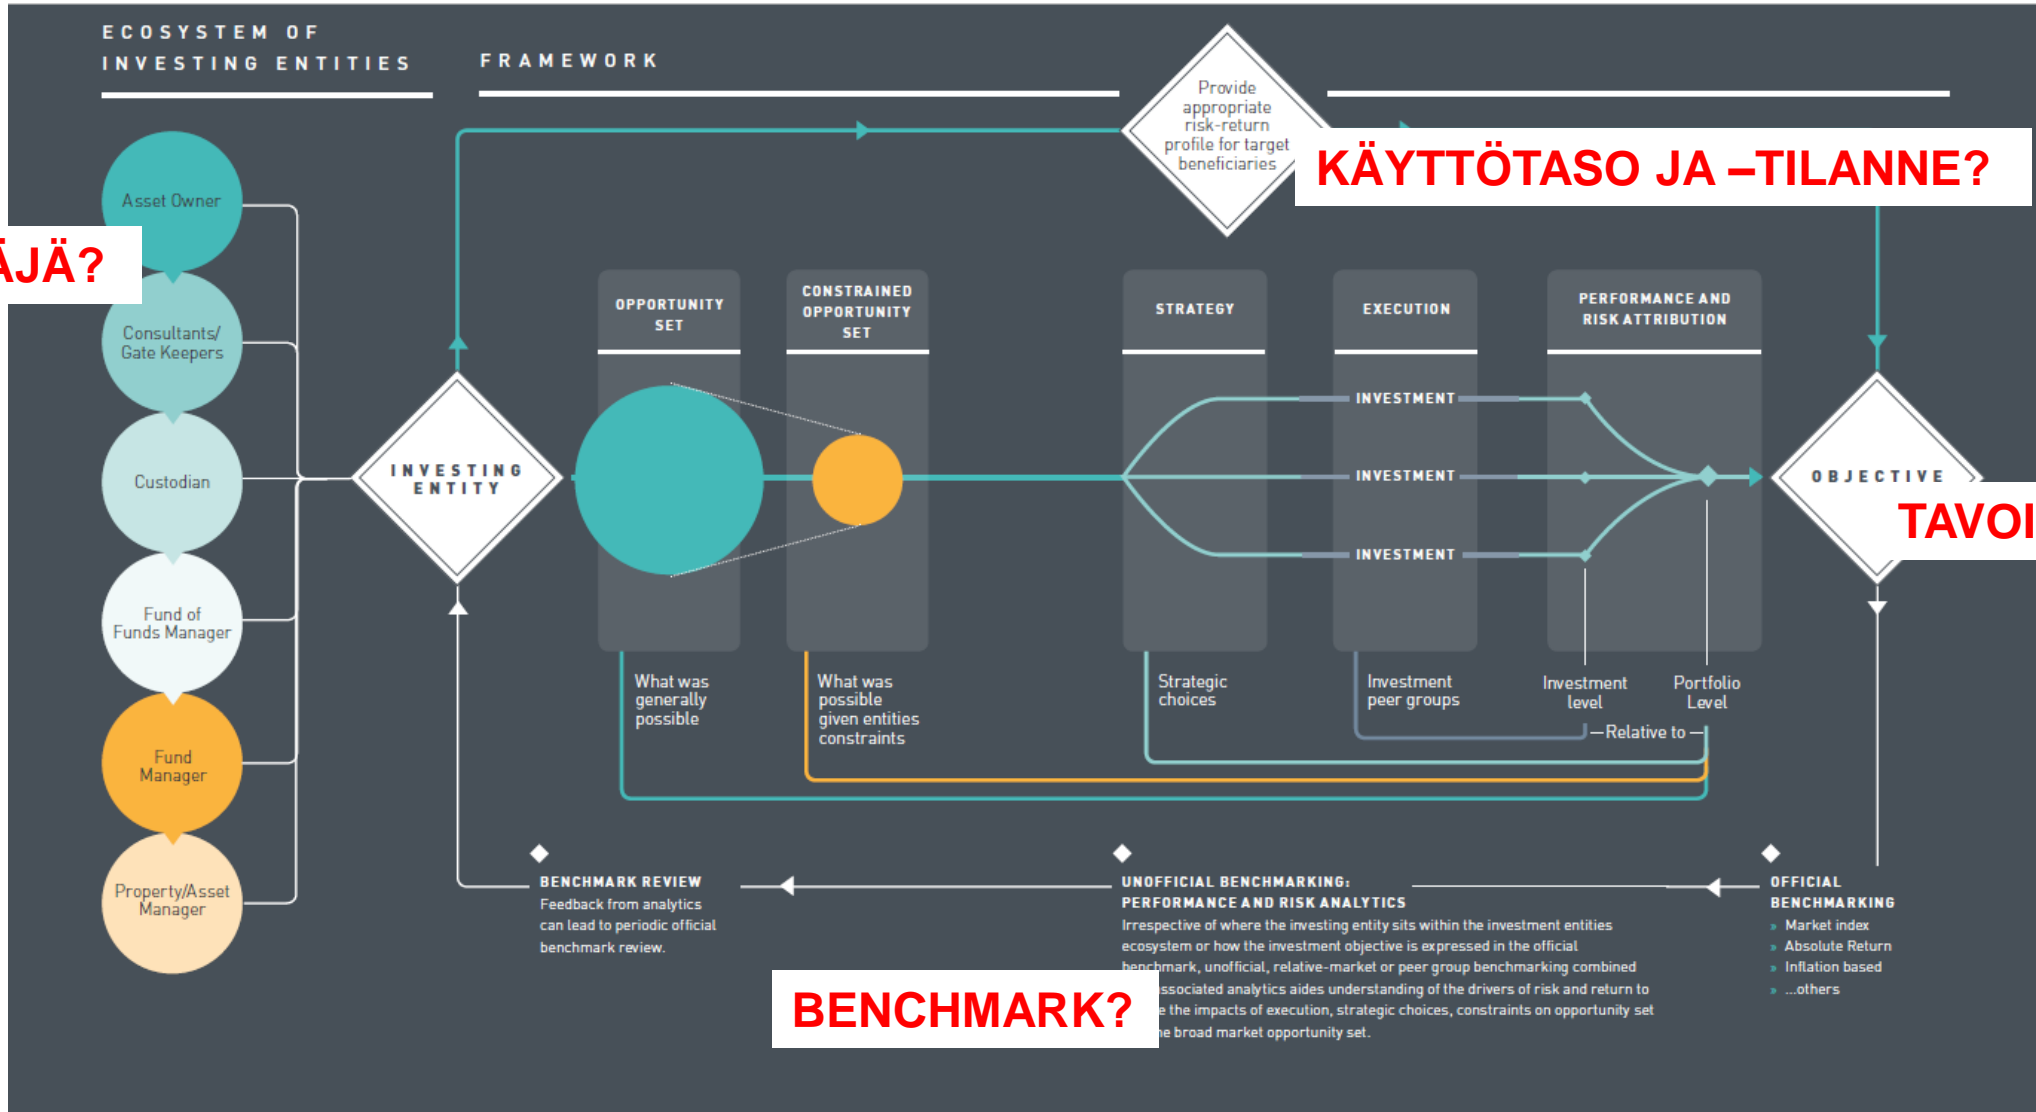 ECOSYSTEM OF
INVESTING ENTITIES
FRAMEWORK
Provide
appropriate
risk-return
profile for target
beneficiaries
KÄYTTÖTASO JA –TILANNE?
Asset Owner
ÄJÄ?
Consultants/
Gate Keepers
Custodian
Fund of
Funds Manager
Fund
Manager
Property/Asset
Manager
INVESTING
ENTITY
OPPORTUNITY
SET
CONSTRAINED
OPPORTUNITY
SET
STRATEGY
EXECUTION
PERFORMANCE AND
RISK ATTRIBUTION
INVESTMENT
INVESTMENT
INVESTMENT
OBJECTIVE
TAVOI
What was
generally
possible
What was
possible
given entities
constraints
Strategic
choices
Investment
peer groups
Investment
level
Portfolio
Level
Relative to
BENCHMARK REVIEW
Feedback from analytics
can lead to periodic official
benchmark review.
UNOFFICIAL BENCHMARKING:
PERFORMANCE AND RISK ANALYTICS
Irrespective of where the investing entity sits within the investment entities
ecosystem or how the investment objective is expressed in the official
benchmark, unofficial, relative-market or peer group benchmarking combined
associated analytics aides understanding of the drivers of risk and return to
the impacts of execution, strategic choices, constraints on opportunity set
broad market opportunity set.
BENCHMARK?
OFFICIAL
BENCHMARKING
» Market index
» Absolute Return
» Inflation based
» ...others